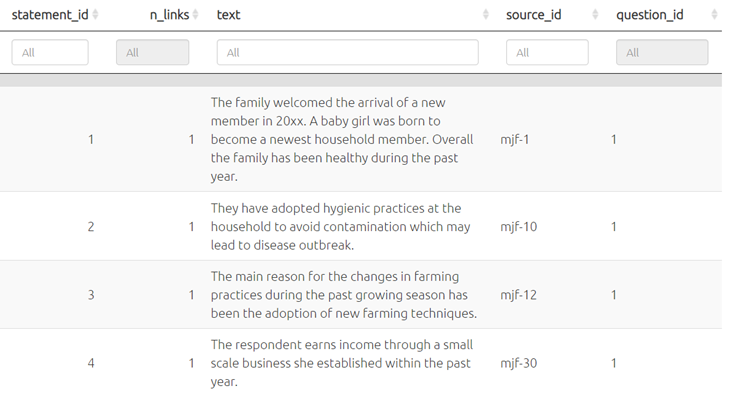 statement_id n_links text source_id question_id
All All All All All
The family welcomed the arrival of a new
member in 20xx. A baby girl was born to
1 1 become a newest household member. Overall mjf-1 1
the family has been healthy during the past
year.
They have adopted hygienic practices at the
2 1 household to avoid contamination which may mjf-10 1
lead to disease outbreak.
The main reason for the changes in farming
3 1 practices during the past growing season has mjf-12 1
been the adoption of new farming techniques.
The respondent earns income through a small
4 1 scale business she established within the past mjf-30 1
year.